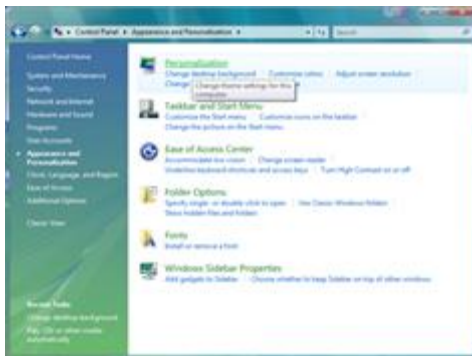 Control Panel ▸ Appearance and Personalization ▸
Search
Control Panel Home
System and Maintenance
Security
Network and Internet
Hardware and Sound
Programs
User Accounts
Appearance and
Personalization
Clock, Language, and Region
Ease of Access
Additional Options
Classic View
Recent Tasks
Change desktop background
Play CDs or other media
automatically
Personalization
Change desktop background
Customize colors
Adjust screen resolution
Change
Change theme settings for this
computer.
Taskbar and Start Menu
Customize the Start menu
Customize icons on the taskbar
Change the picture on the Start menu
Ease of Access Center
Accommodate low vision
Change screen reader
Underline keyboard shortcuts and access keys
Turn High Contrast on or off
Folder Options
Specify single- or double-click to open
Use Classic Windows folders
Show hidden files and folders
Fonts
Install or remove a font
Windows Sidebar Properties
Add gadgets to Sidebar
Choose whether to keep Sidebar on top of other windows